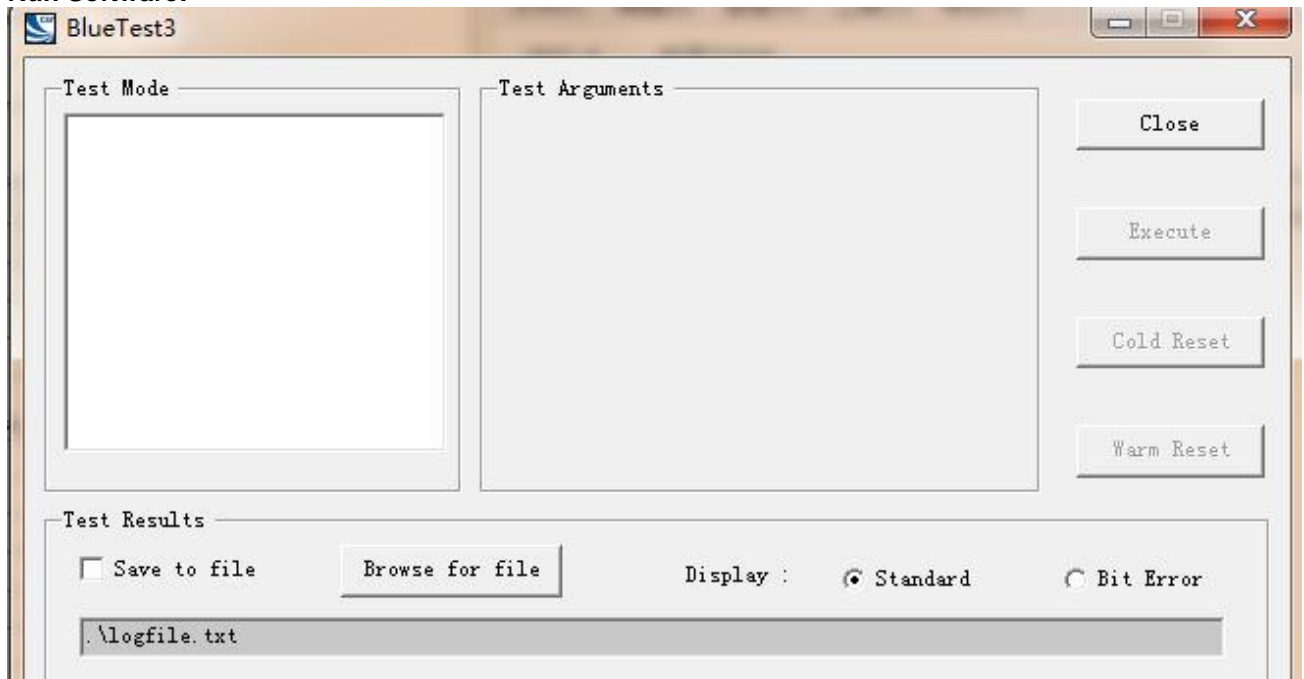 BlueTest3
Test Mode
Test Arguments
Close
Execute
Cold Reset
Warm Reset
Test Results
Save to file
Browse for file
Display :
Standard
Bit Error
.\logfile.txt